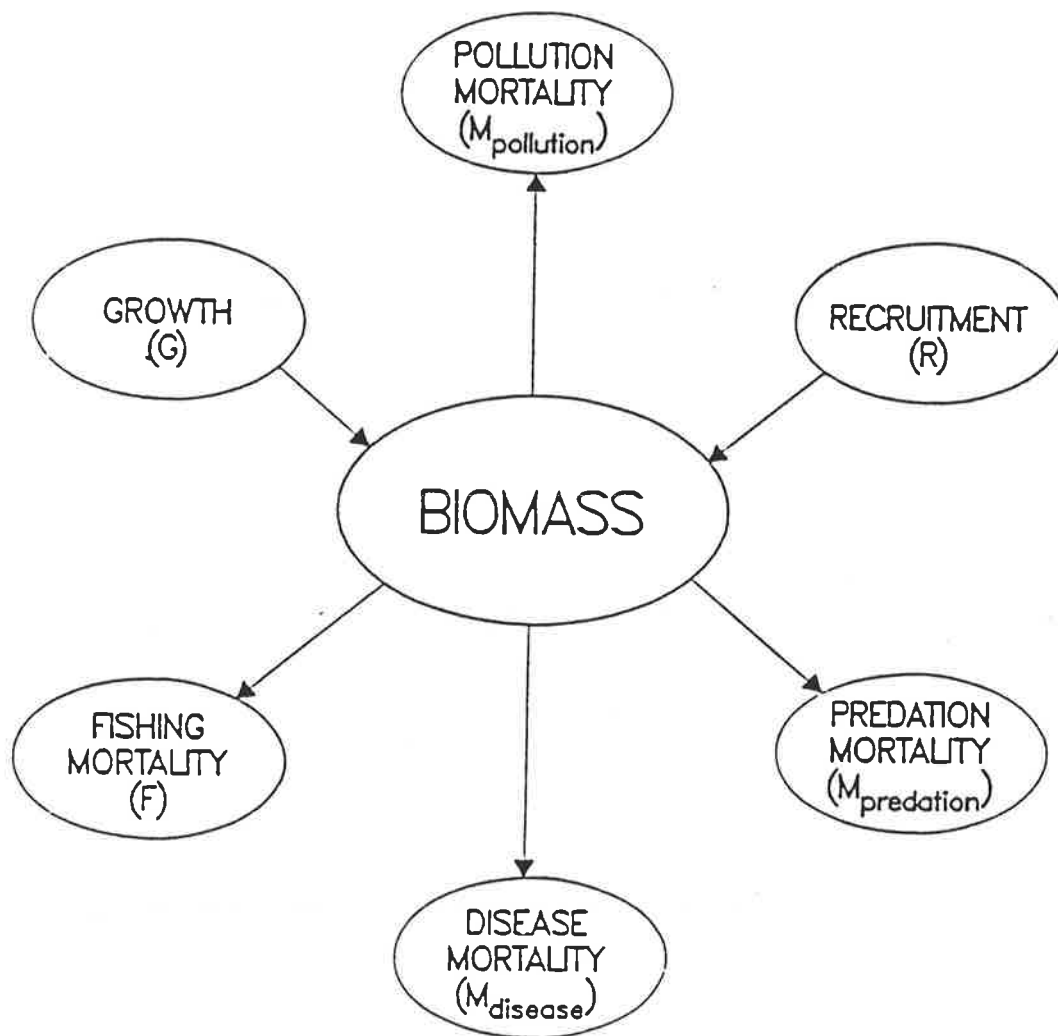 POLLUTION
MORTALITY
(Mpollution)
GROWTH
(G)
RECRUITMENT
(R)
BIOMASS
FISHING
MORTALITY
(F)
PREDATION
MORTALITY
(Mpredation)
DISEASE
MORTALITY
(Mdisease)